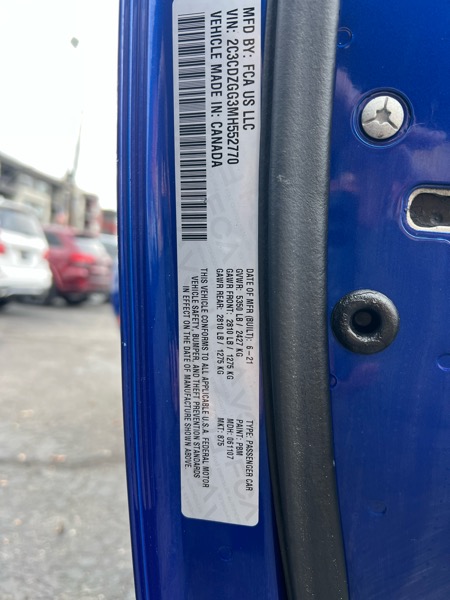 MFD BY: FCA US LLC
VIN: 2C3CDZGG3MH552770
VEHICLE MADE IN: CANADA
DATE OF MFR (BUILT): 6-21 TYPE: PASSENGER CAR
GVWR: 5350 LB / 2427 KG PAINT: PBM
GAWR FRONT: 2810 LB / 1275 KG MDH: 061107
GAWR REAR: 2810 LB / 1275 KG MKT: 875
THIS VEHICLE CONFORMS TO ALL APPLICABLE U.S.A. FEDERAL MOTOR
VEHICLE SAFETY, BUMPER, AND THEFT PREVENTION STANDARDS
IN EFFECT ON THE DATE OF MANUFACTURE SHOWN ABOVE.